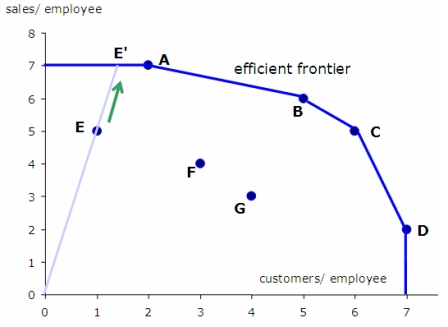 sales/ employee
8
7
6
5
4
3
2
1
0
E'
A
efficient frontier
B
C
E
F
G
D
customers/ employee
0 1 2 3 4 5 6 7